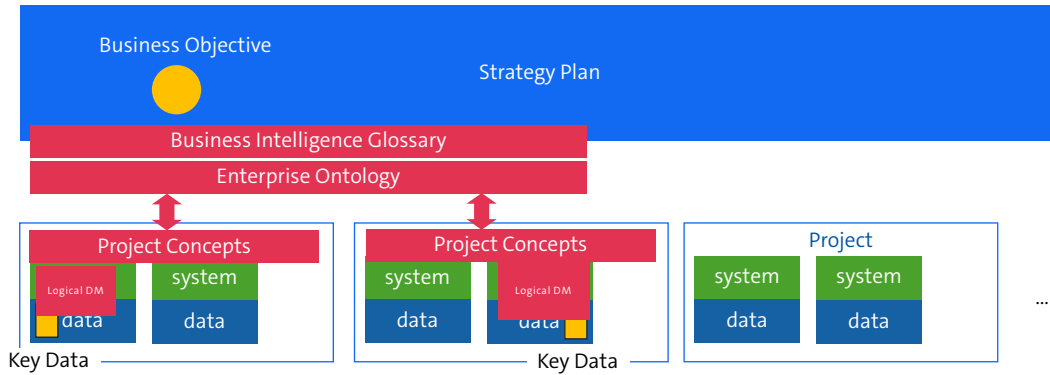 Business Objective
Strategy Plan
Business Intelligence Glossary
Enterprise Ontology
Project Concepts
Project Concepts
Project
Logical DM
system
system
Logical DM
system
system
data
data
data
data
data
data
...
Key Data
Key Data